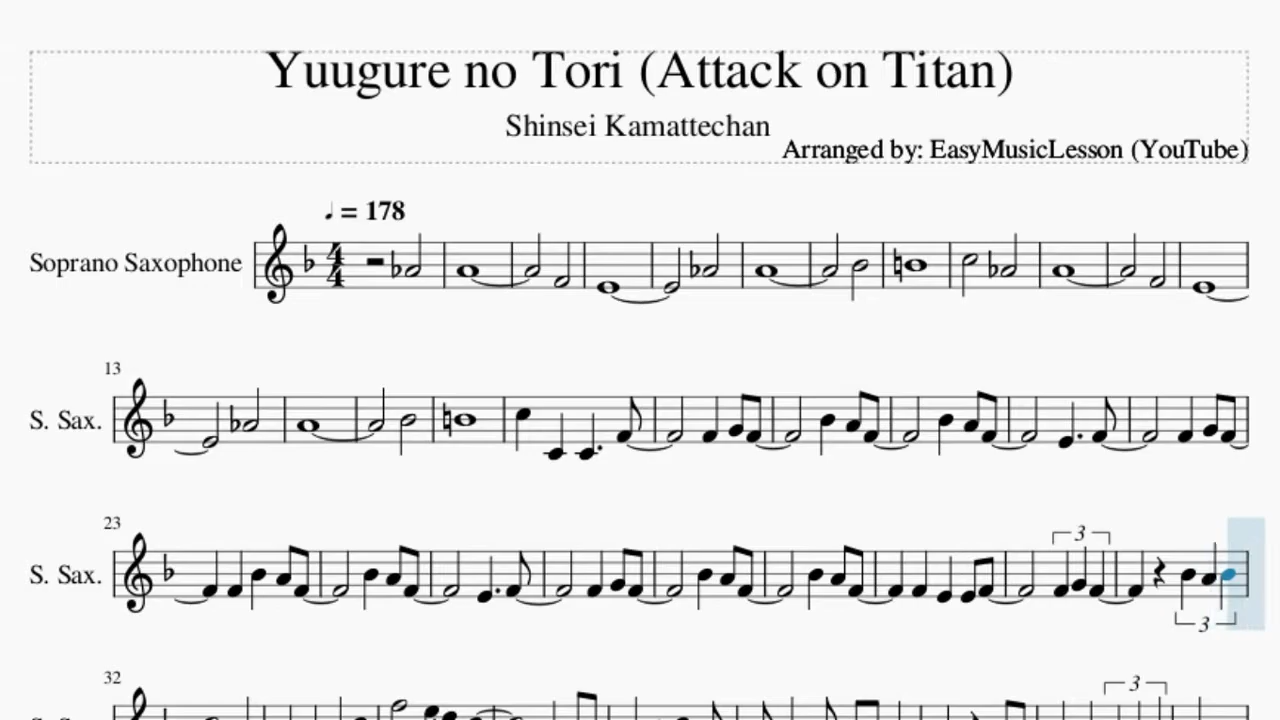 Yuugure no Tori (Attack on Titan)
Shinsei Kamattechan
Arranged by: EasyMusicLesson (YouTube)
♩ = 178
Soprano Saxophone
13
S. Sax.
23
S. Sax.
3
3
32
3